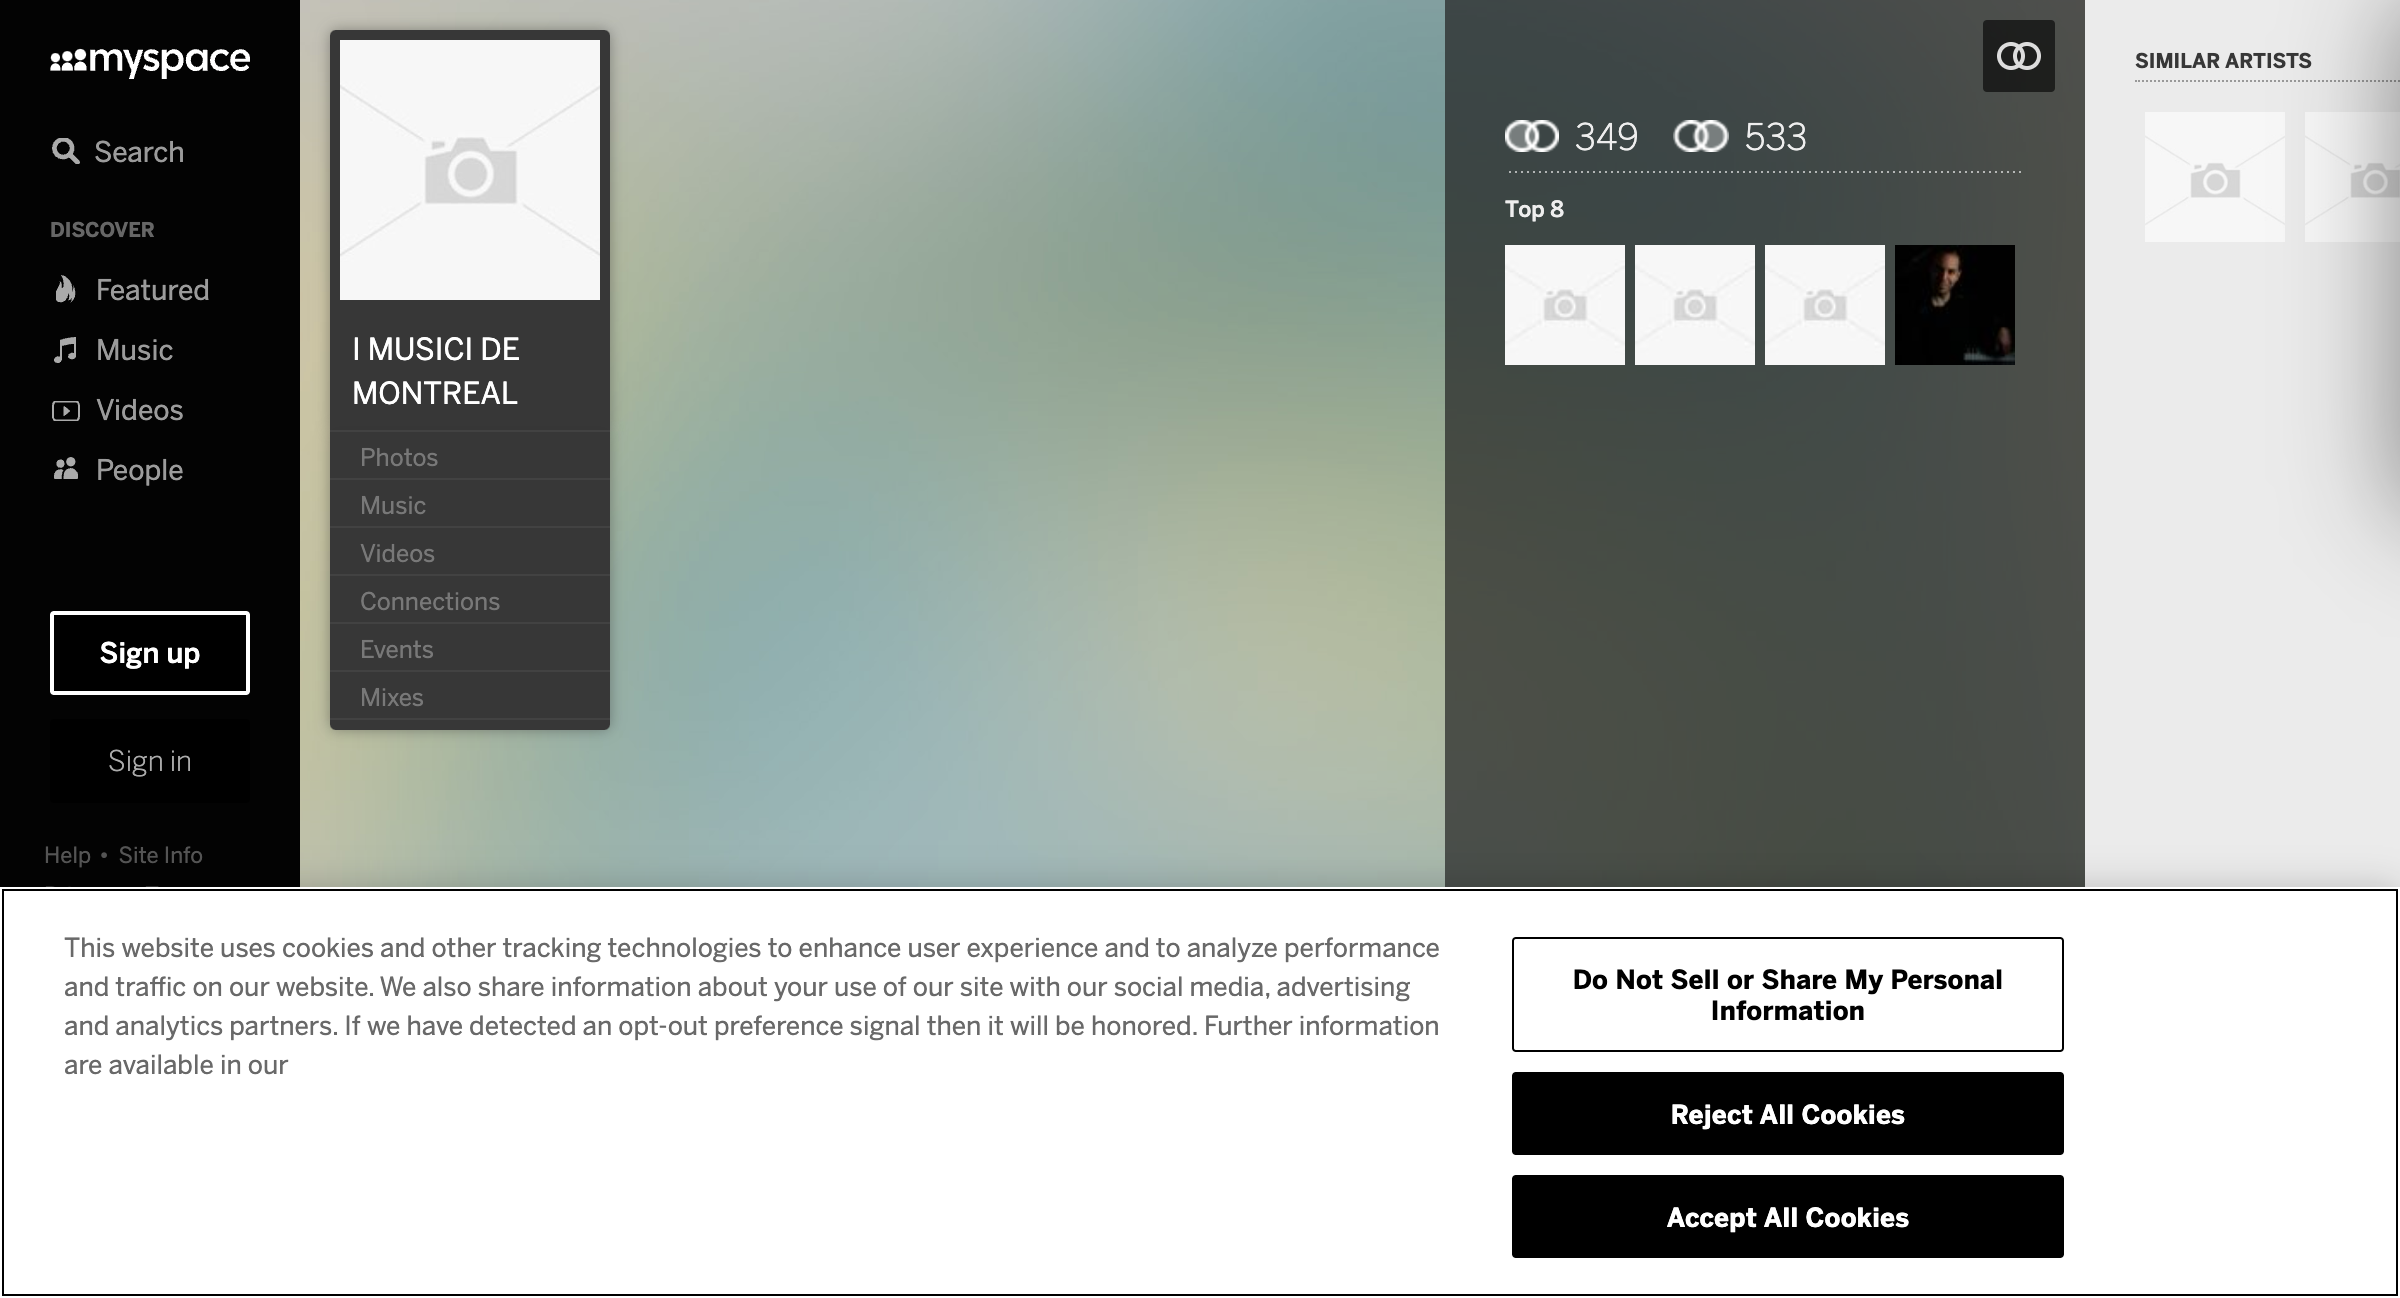 myspace
Search
DISCOVER
Featured
Music
Videos
People
Sign up
Sign in
Help • Site Info
I MUSICI DE
MONTREAL
Photos
Music
Videos
Connections
Events
Mixes
349 533
Top 8
SIMILAR ARTISTS
This website uses cookies and other tracking technologies to enhance user experience and to analyze performance
and traffic on our website. We also share information about your use of our site with our social media, advertising
and analytics partners. If we have detected an opt-out preference signal then it will be honored. Further information
are available in our
Do Not Sell or Share My Personal
Information
Reject All Cookies
Accept All Cookies